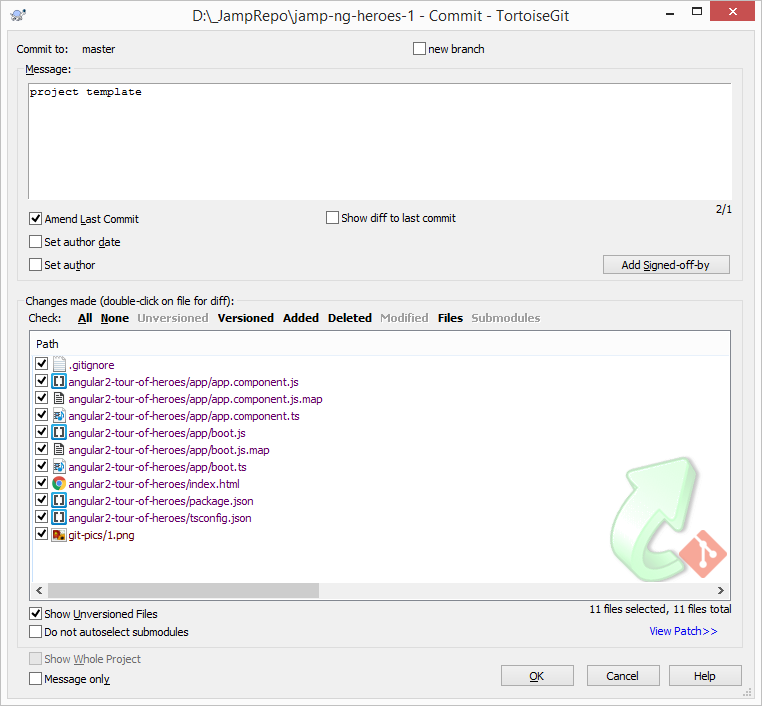 D:\_JampRepo\jamp-ng-heroes-1 - Commit - TortoiseGit
Commit to: master new branch
Message:
project template
2/1
Amend Last Commit Show diff to last commit
Set author date
Set author Add Signed-off-by
Changes made (double-click on file for diff):
Check: All None Unversioned Versioned Added Deleted Modified Files Submodules
Path
.gitignore
angular2-tour-of-heroes/app/app.component.js
angular2-tour-of-heroes/app/app.component.js.map
angular2-tour-of-heroes/app/app.component.ts
angular2-tour-of-heroes/app/boot.js
angular2-tour-of-heroes/app/boot.js.map
angular2-tour-of-heroes/app/boot.ts
angular2-tour-of-heroes/index.html
angular2-tour-of-heroes/package.json
angular2-tour-of-heroes/tsconfig.json
git-pics/1.png
Show Unversioned Files 11 files selected, 11 files total
Do not autoselect submodules View Patch>>
Show Whole Project
Message only OK Cancel Help